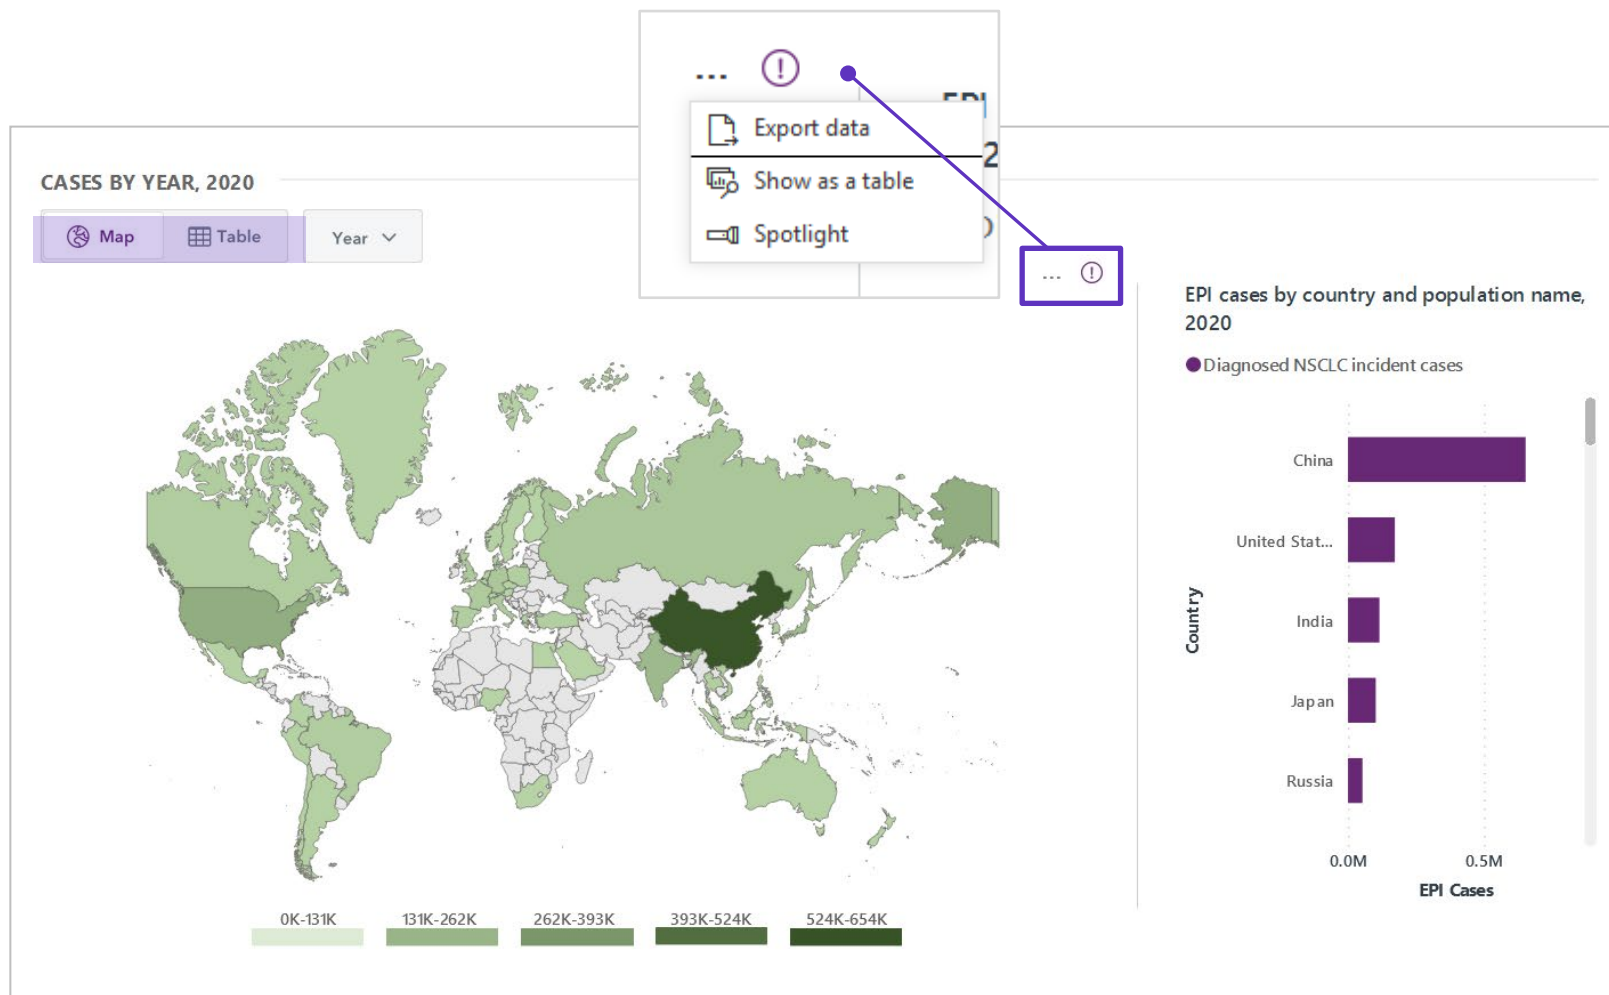 ...
Export data
Show as a table
Spotlight
2
CASES BY YEAR, 2020
Map
Table
Year
...
EPI cases by country and population name,
2020
Diagnosed NSCLC incident cases
China
United Stat...
India
Japan
Russia
Country
0.0M
0.5M
EPI Cases
0K-131K
131K-262K
262K-393K
393K-524K
524K-654K